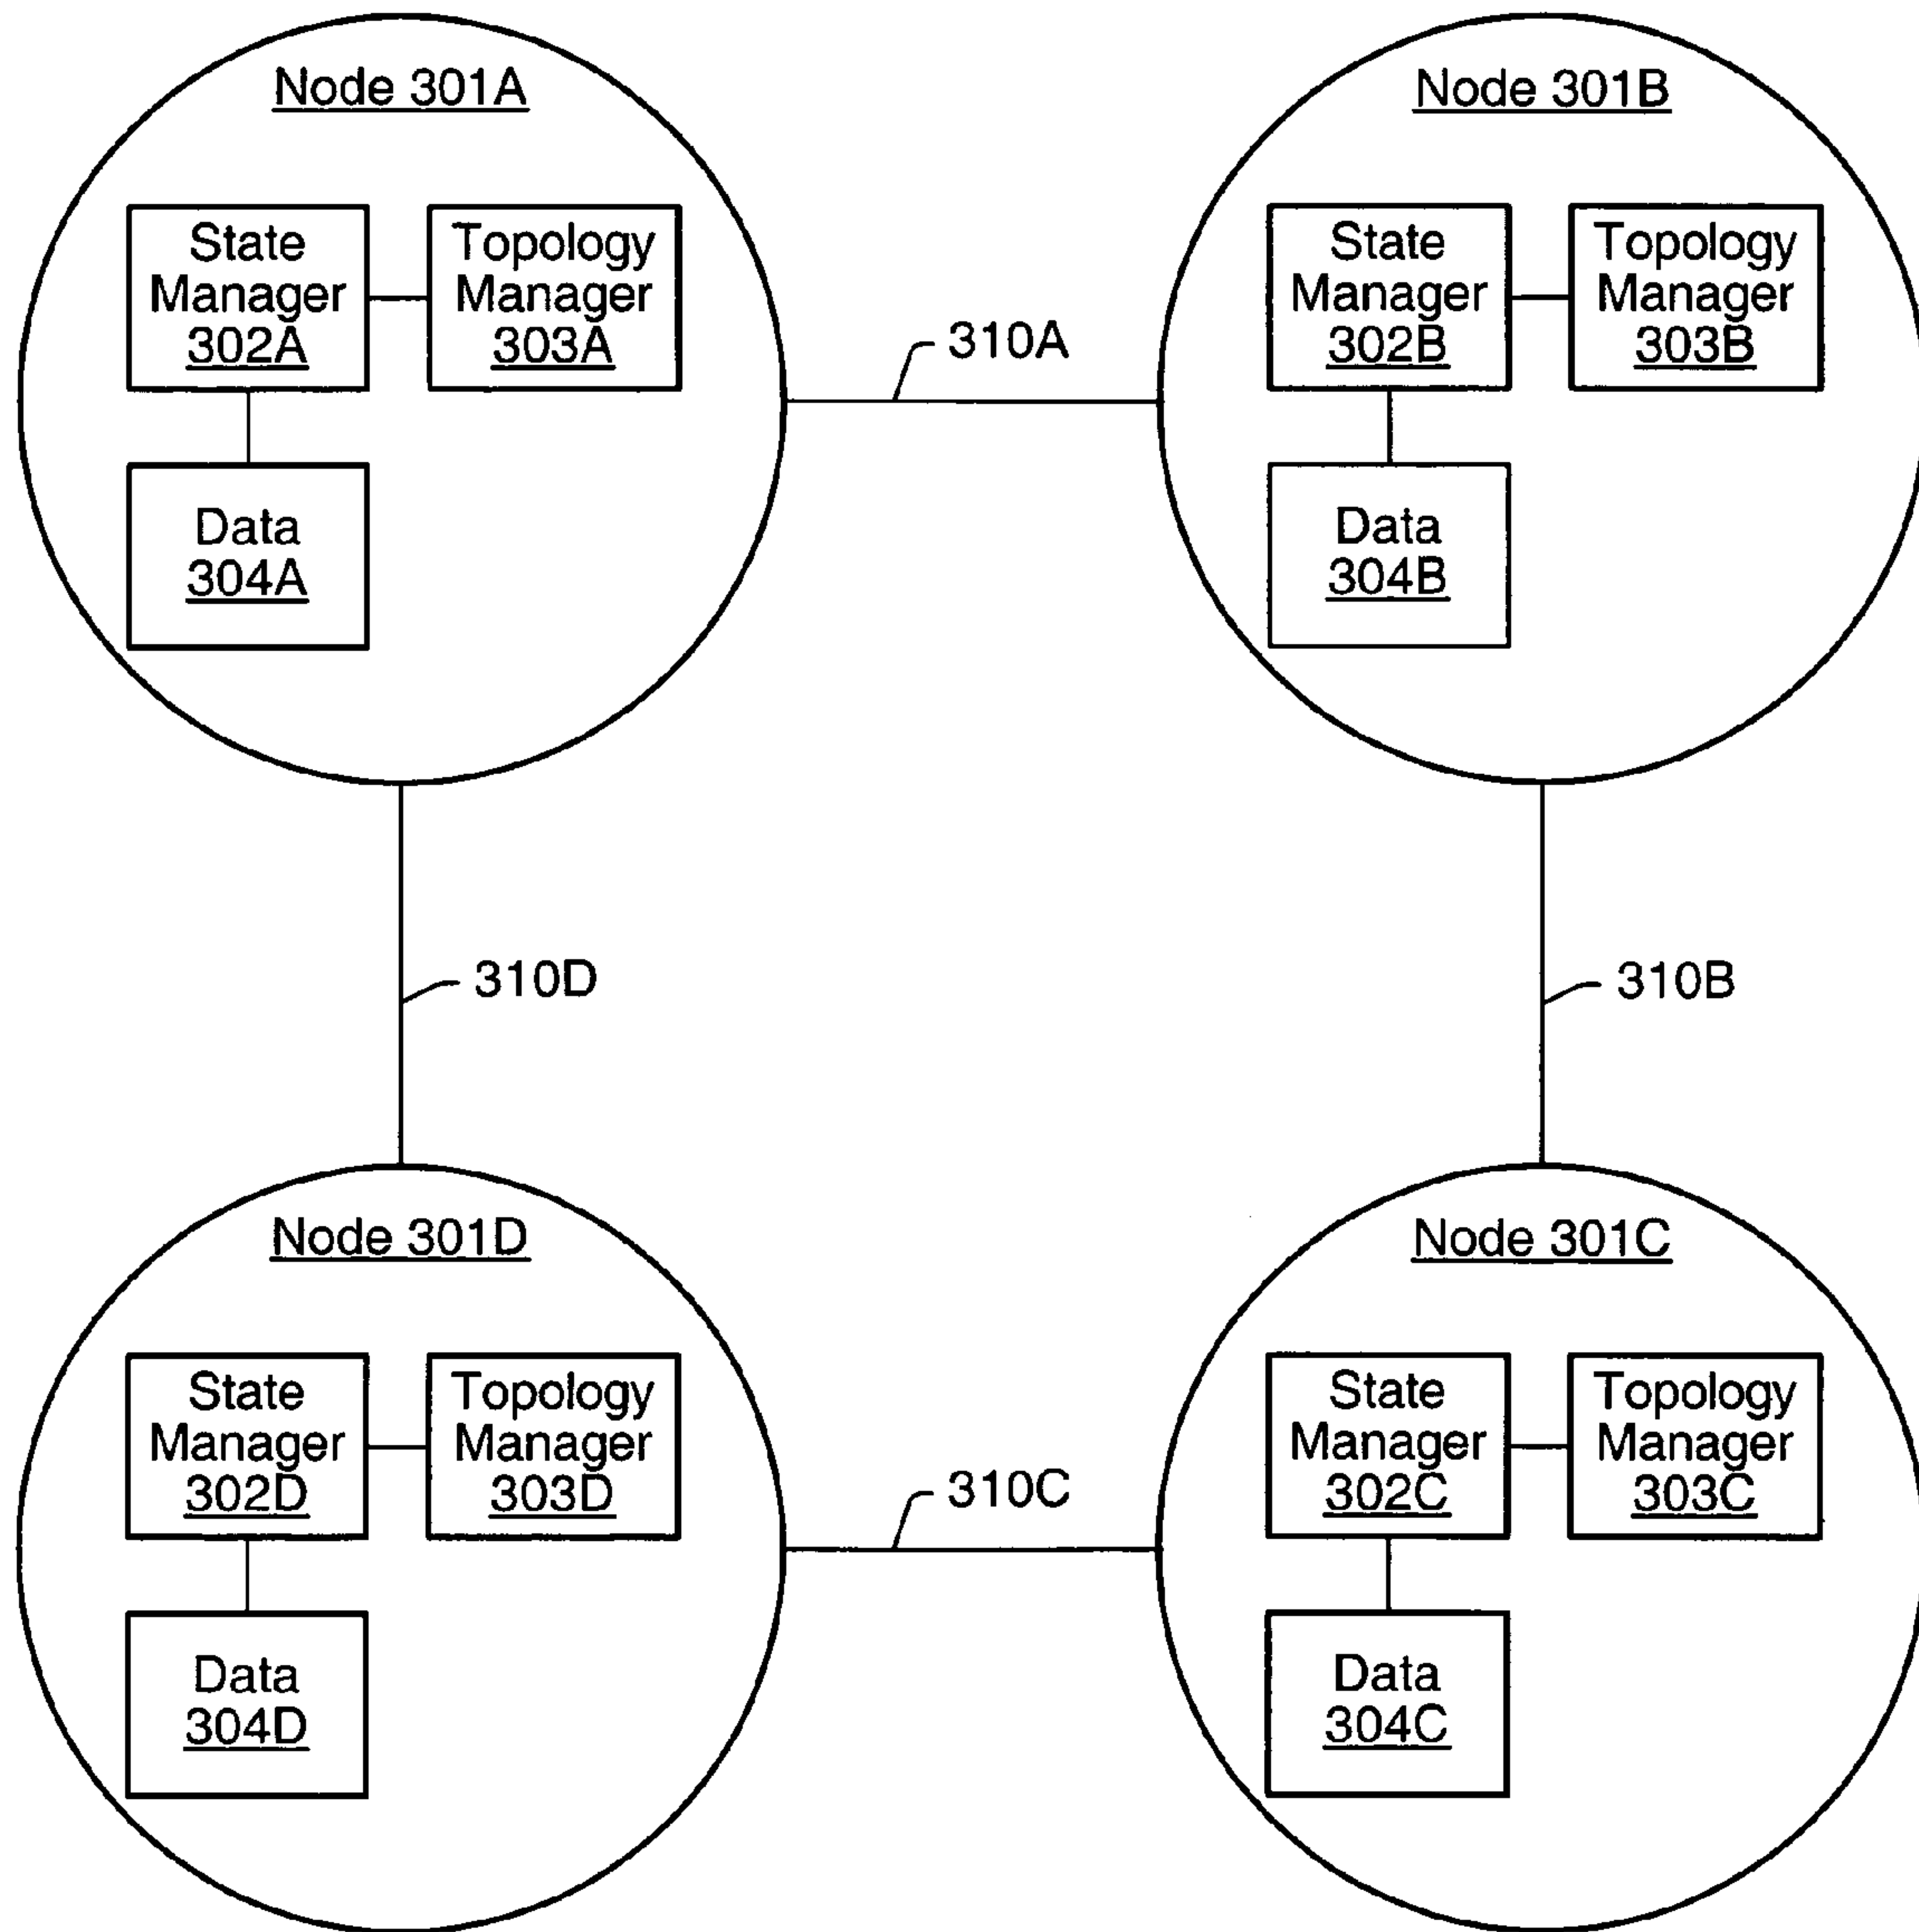 Node 301A
State
Manager
302A
Topology
Manager
303A
Data
304A
310A
Node 301B
State
Manager
302B
Topology
Manager
303B
Data
304B
310D
310B
Node 301D
State
Manager
302D
Topology
Manager
303D
Data
304D
310C
Node 301C
State
Manager
302C
Topology
Manager
303C
Data
304C